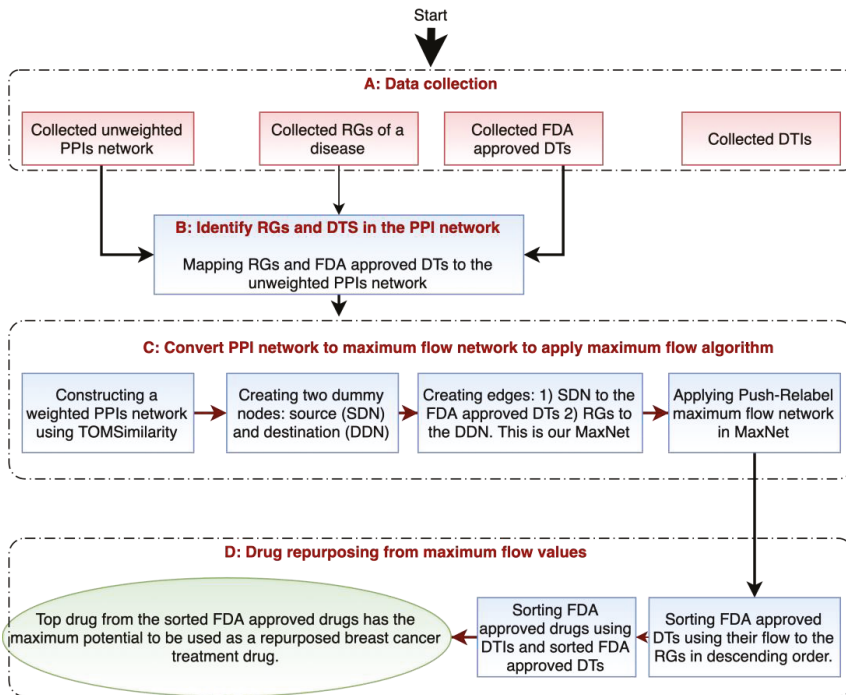 Start
A: Data collection
Collected unweighted
PPIs network
Collected RGs of a
disease
Collected FDA
approved DTs
Collected DTIs
B: Identify RGs and DTS in the PPI network
Mapping RGs and FDA approved DTs to the
unweighted PPIs network
C: Convert PPI network to maximum flow network to apply maximum flow algorithm
Constructing a
weighted PPIs network
using TOMSimilarity
Creating two dummy
nodes: source (SDN)
and destination (DDN)
Creating edges: 1) SDN to the
FDA approved DTs 2) RGs to
the DDN. This is our MaxNet
Applying Push-Relabel
maximum flow network
in MaxNet
D: Drug repurposing from maximum flow values
Top drug from the sorted FDA approved drugs has the
maximum potential to be used as a repurposed breast cancer
treatment drug.
Sorting FDA
approved drugs using
DTIs and sorted FDA
approved DTs
Sorting FDA approved
DTs using their flow to the
RGs in descending order.